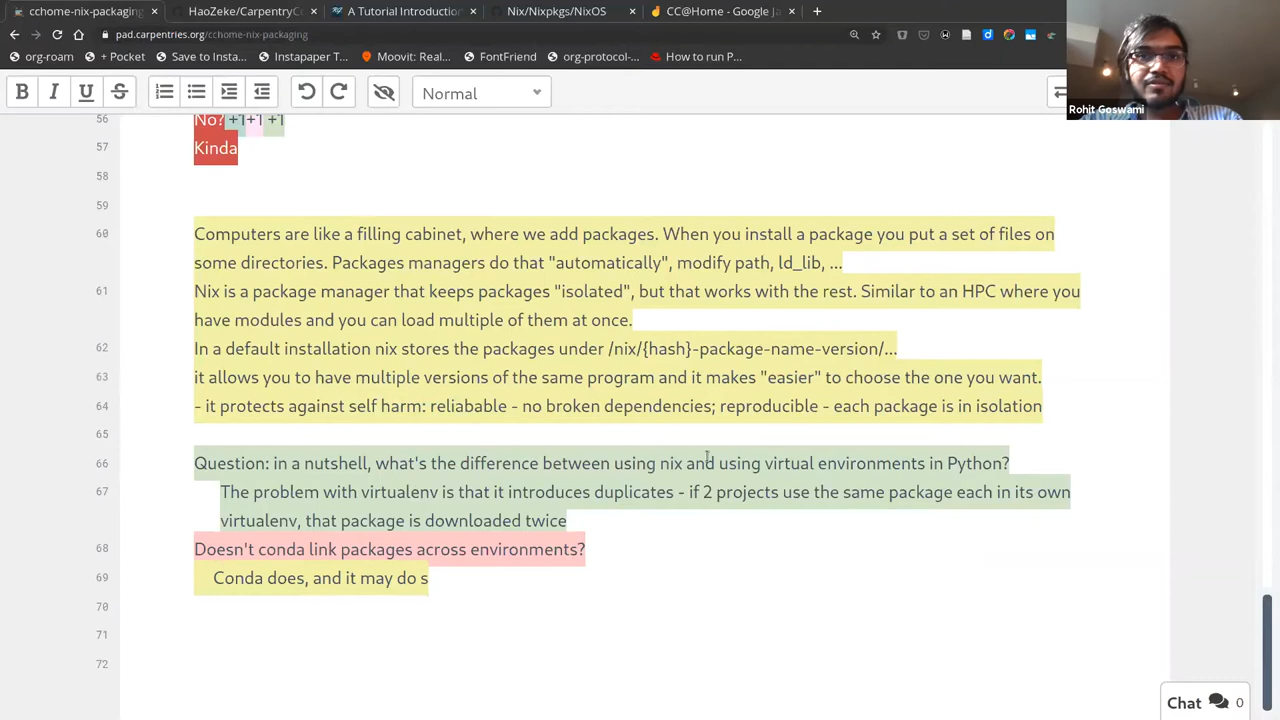 cchome-nix-packaging
HaoZeke/CarpentryCo
A Tutorial Introduction
Nix/Nixpkgs/NixOS
CC@Home - Google Ja
pad.carpentries.org/cchome-nix-packaging
org-roam
+ Pocket
Save to Insta...
Instapaper T...
Moovit: Real...
FontFriend
org-protocol-...
How to run P...
B I U S
Normal
Rohit Goswami
56 No? +1+1 +1
57 Kinda
58
59
60 Computers are like a filling cabinet, where we add packages. When you install a package you put a set of files on
some directories. Packages managers do that "automatically", modify path, ld_lib, ...
61 Nix is a package manager that keeps packages "isolated", but that works with the rest. Similar to an HPC where you
have modules and you can load multiple of them at once.
62 In a default installation nix stores the packages under /nix/{hash}-package-name-version/...
63 it allows you to have multiple versions of the same program and it makes "easier" to choose the one you want.
64 - it protects against self harm: reliabable - no broken dependencies; reproducible - each package is in isolation
65
66 Question: in a nutshell, what's the difference between using nix and using virtual environments in Python?
67 The problem with virtualenv is that it introduces duplicates - if 2 projects use the same package each in its own
virtualenv, that package is downloaded twice
68 Doesn't conda link packages across environments?
69 Conda does, and it may do s
70
71
72
Chat 0